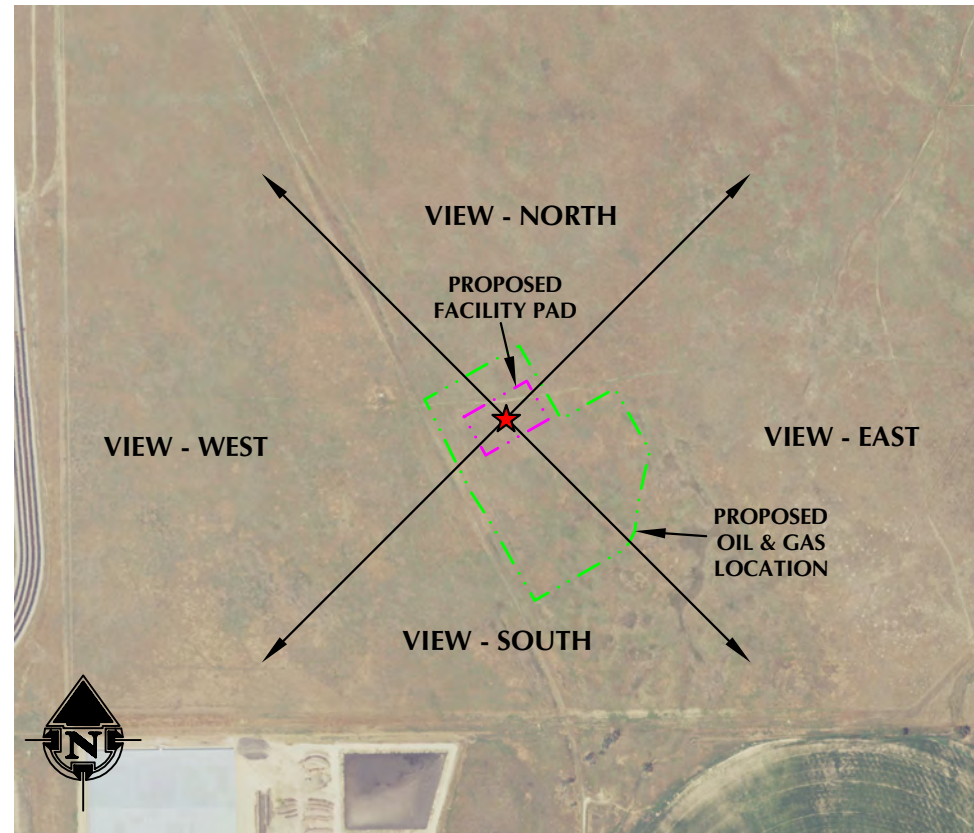 VIEW - NORTH
PROPOSED
FACILITY PAD
VIEW - WEST
VIEW - EAST
PROPOSED
OIL & GAS
LOCATION
VIEW - SOUTH
N